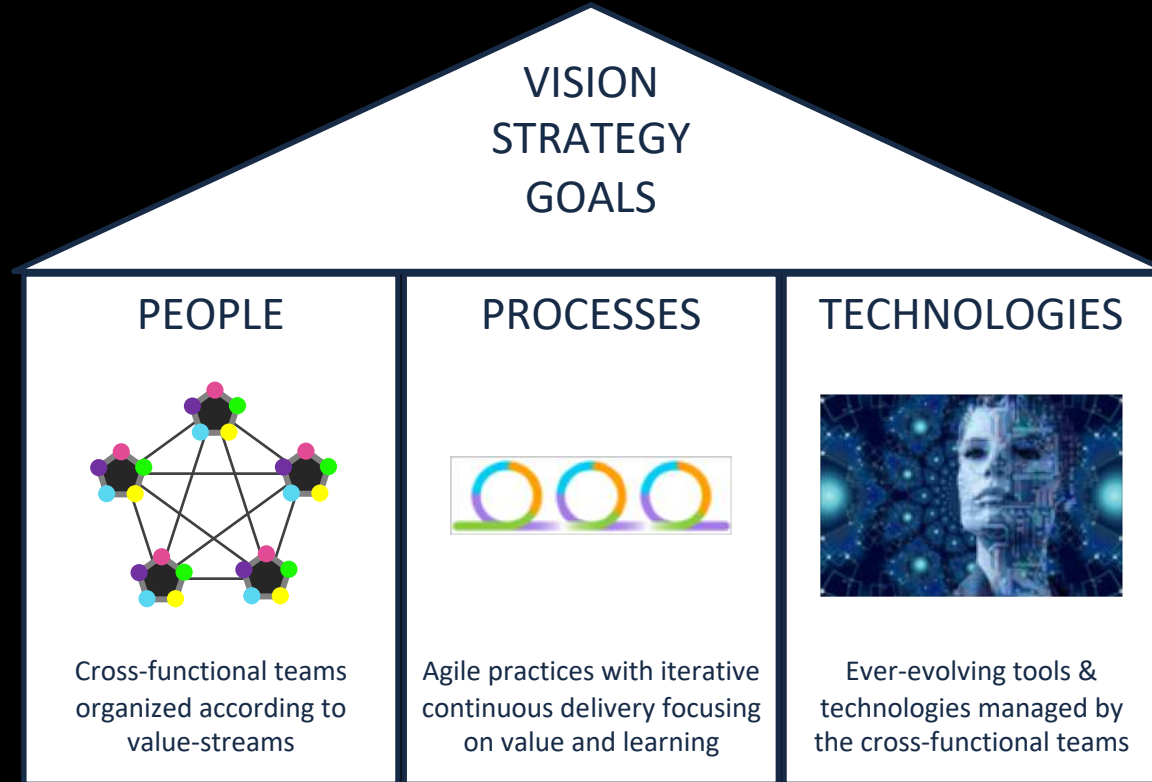 VISION
STRATEGY
GOALS
PEOPLE
Cross-functional teams
organized according to
value-streams
PROCESSES
Agile practices with iterative
continuous delivery focusing
on value and learning
TECHNOLOGIES
Ever-evolving tools &
technologies managed by
the cross-functional teams